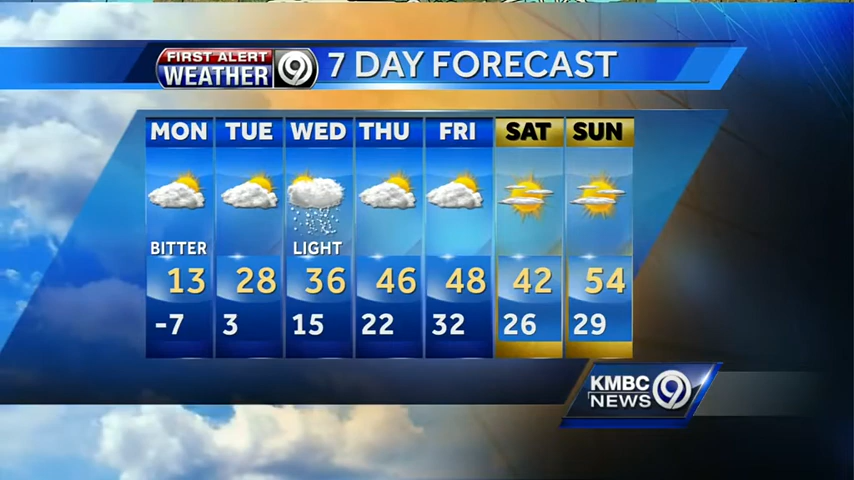 FIRST ALERT
WEATHER 9
7 DAY FORECAST
MON TUE WED THU FRI SAT SUN
BITTER LIGHT
13 28 36 46 48 42 54
-7 3 15 22 32 26 29
KMBC 9
NEWS